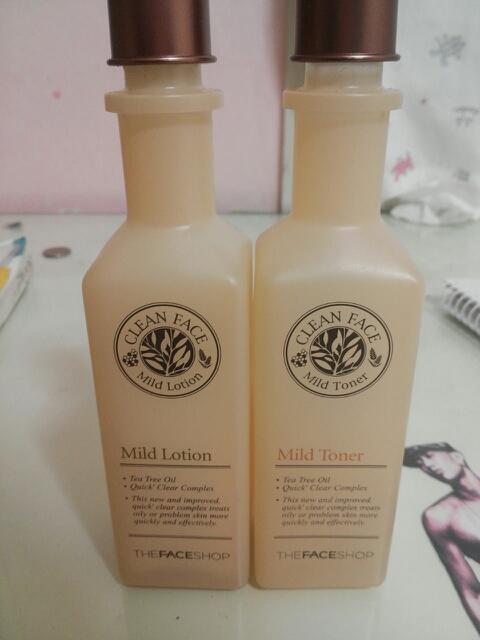 CLEAN FACE
Mild Lotion
Mild Lotion
• Tea Tree Oil
• Quick' Clear Complex
• This new and improved,
quick' clear complex treats
oily or problem skin more
quickly and effectively.
THEFACESHOP
CLEAN FACE
Mild Toner
Mild Toner
• Tea Tree Oil
• Quick' Clear Complex
• This new and improved,
quick' clear complex treats
oily or problem skin more
quickly and effectively.
THEFACESHOP